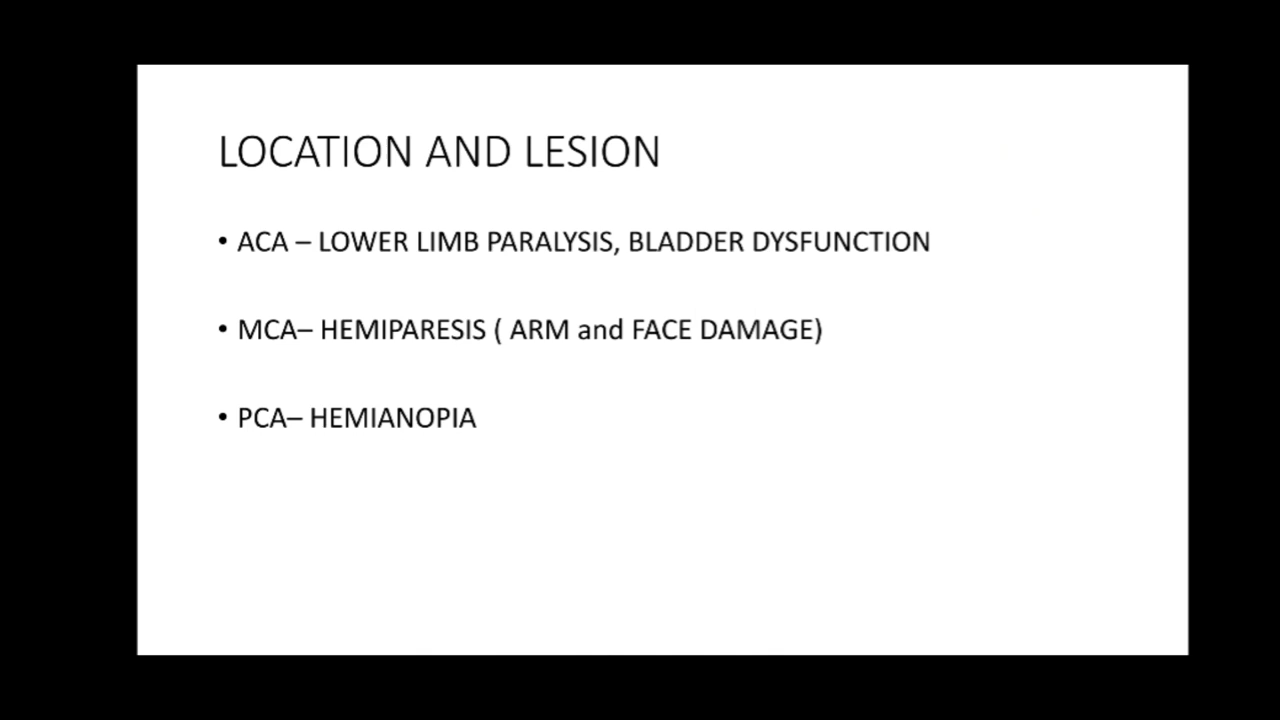 LOCATION AND LESION
• ACA – LOWER LIMB PARALYSIS, BLADDER DYSFUNCTION
• MCA– HEMIPARESIS ( ARM and FACE DAMAGE)
• PCA– HEMIANOPIA